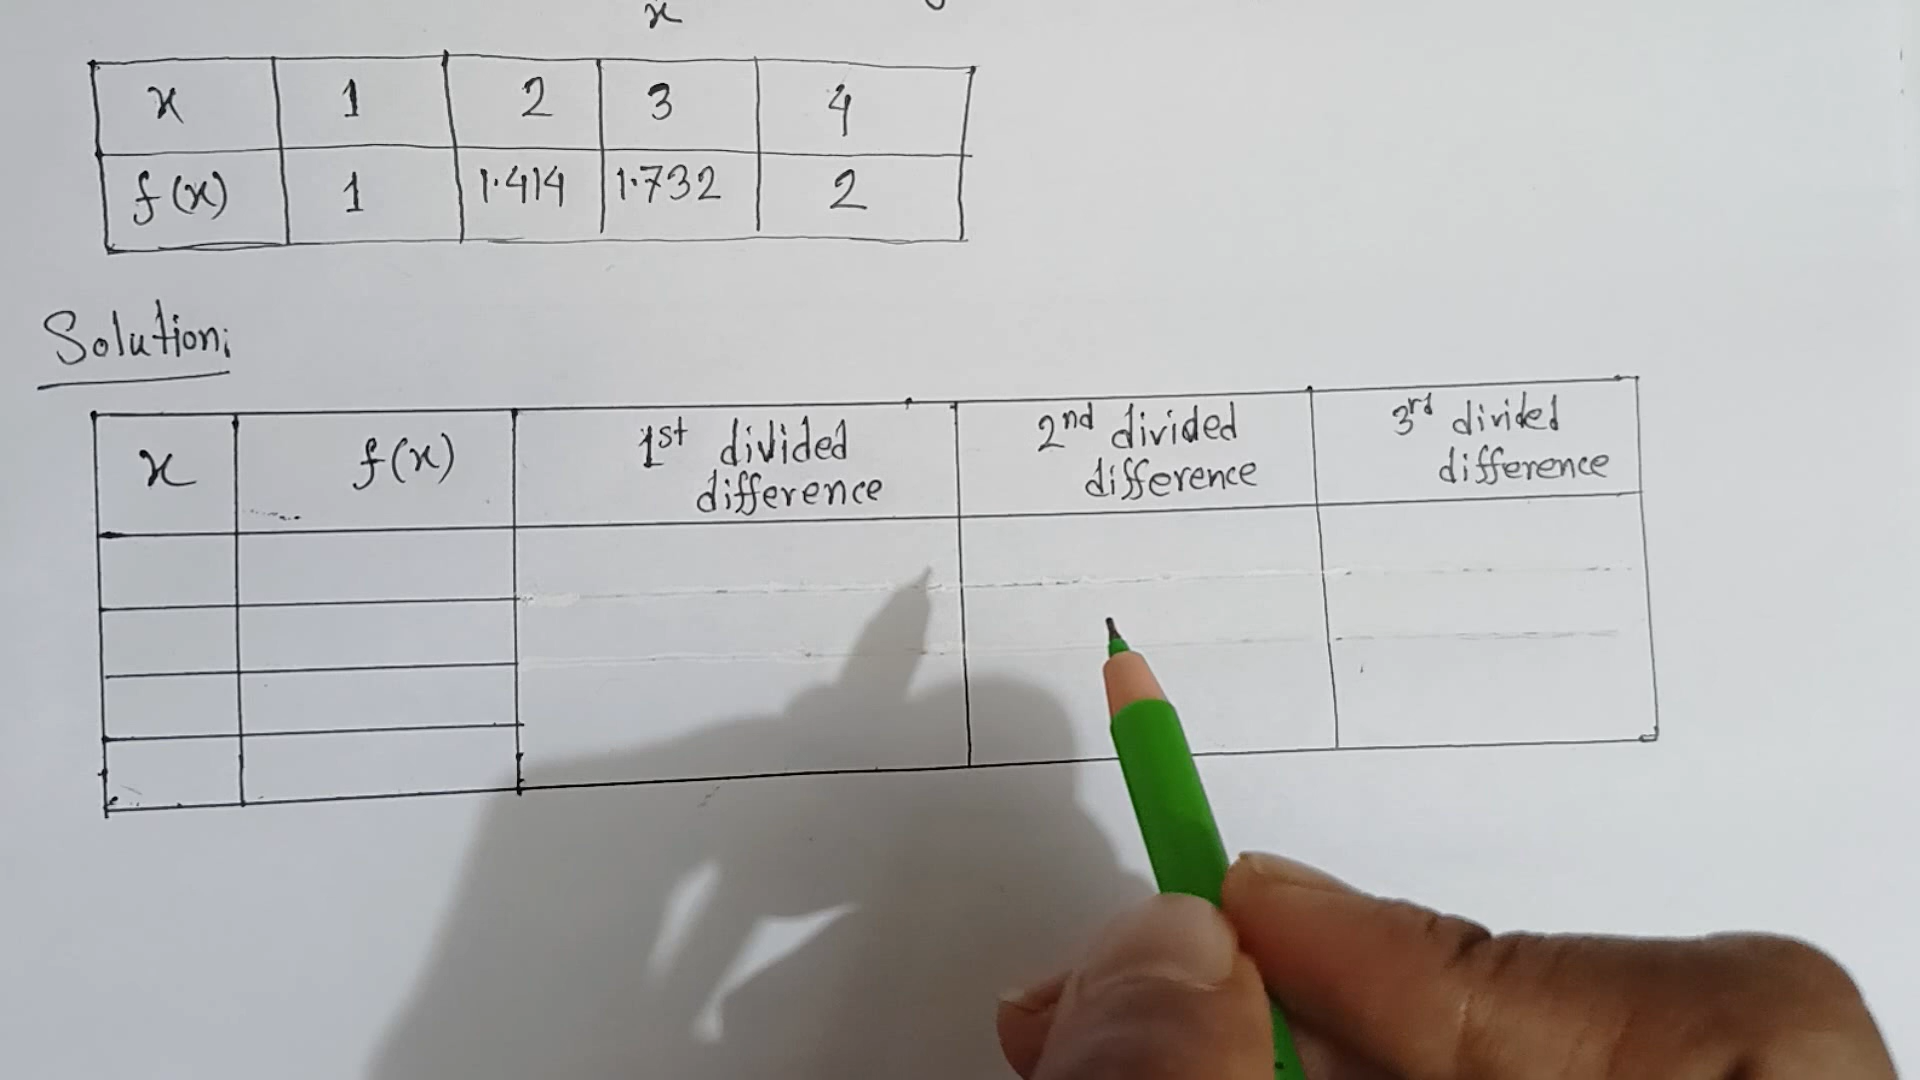 x
x 1 2 3 4
f(x) 1 1.414 1.732 2
Solution:
x f(x) 1st divided difference 2nd divided difference 3rd divided difference